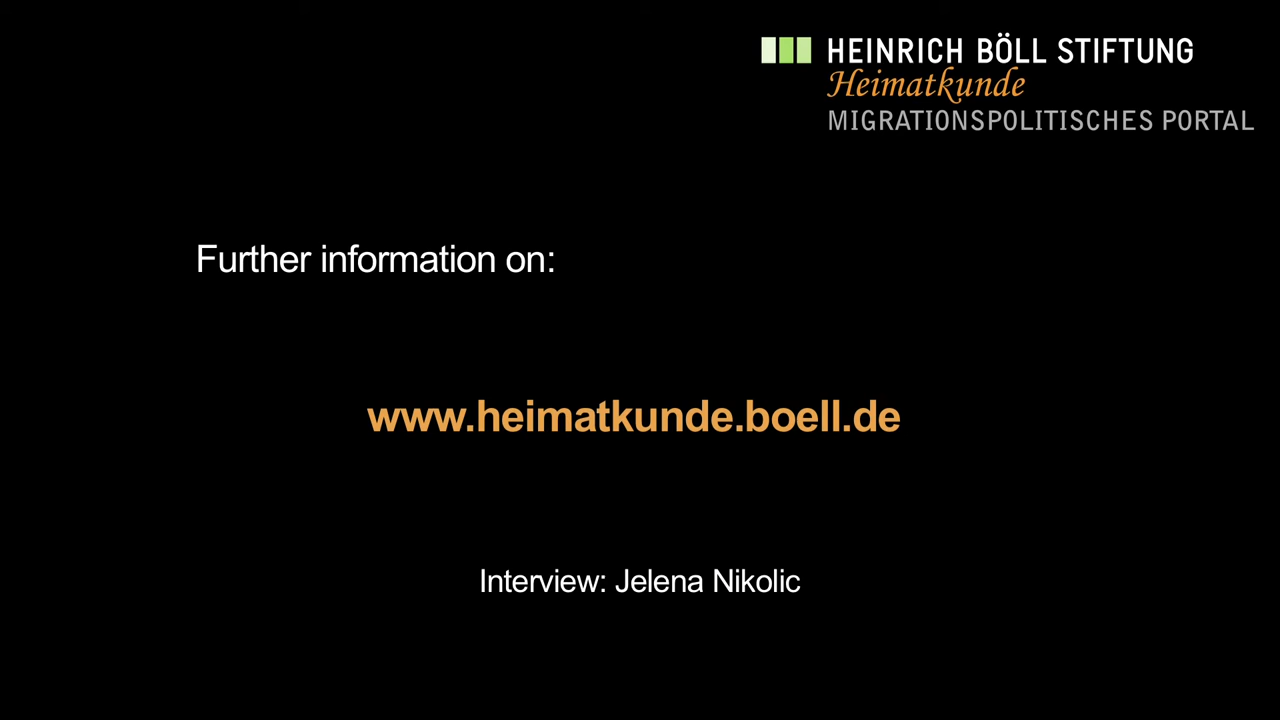 HEINRICH BÖLL STIFTUNG
Heimatkunde
MIGRATIONSPOLITISCHES PORTAL
Further information on:
www.heimatkunde.boell.de
Interview: Jelena Nikolic